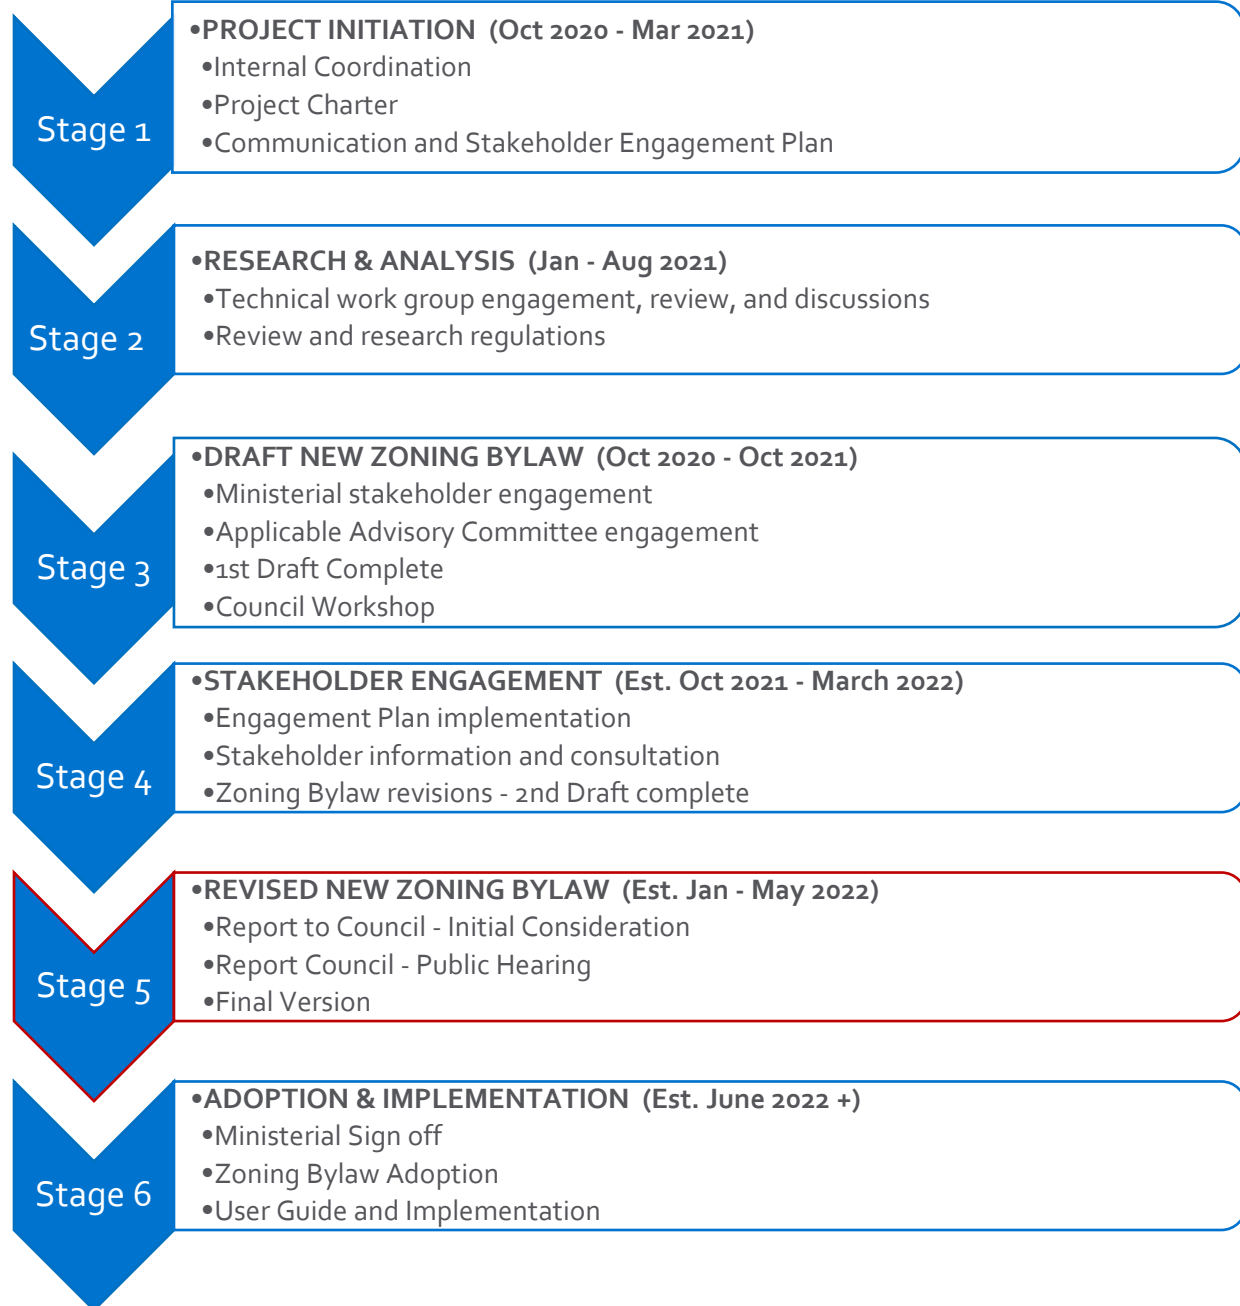 Stage 1
•PROJECT INITIATION  (Oct 2020 - Mar 2021)
•Internal Coordination
•Project Charter
•Communication and Stakeholder Engagement Plan
Stage 2
•RESEARCH & ANALYSIS  (Jan - Aug 2021)
•Technical work group engagement, review, and discussions
•Review and research regulations
Stage 3
•DRAFT NEW ZONING BYLAW  (Oct 2020 - Oct 2021)
•Ministerial stakeholder engagement
•Applicable Advisory Committee engagement
•1st Draft Complete
•Council Workshop
Stage 4
•STAKEHOLDER ENGAGEMENT  (Est. Oct 2021 - March 2022)
•Engagement Plan implementation
•Stakeholder information and consultation
•Zoning Bylaw revisions - 2nd Draft complete
Stage 5
•REVISED NEW ZONING BYLAW  (Est. Jan - May 2022)
•Report to Council - Initial Consideration
•Report Council - Public Hearing
•Final Version
Stage 6
•ADOPTION & IMPLEMENTATION  (Est. June 2022 +)
•Ministerial Sign off
•Zoning Bylaw Adoption
•User Guide and Implementation